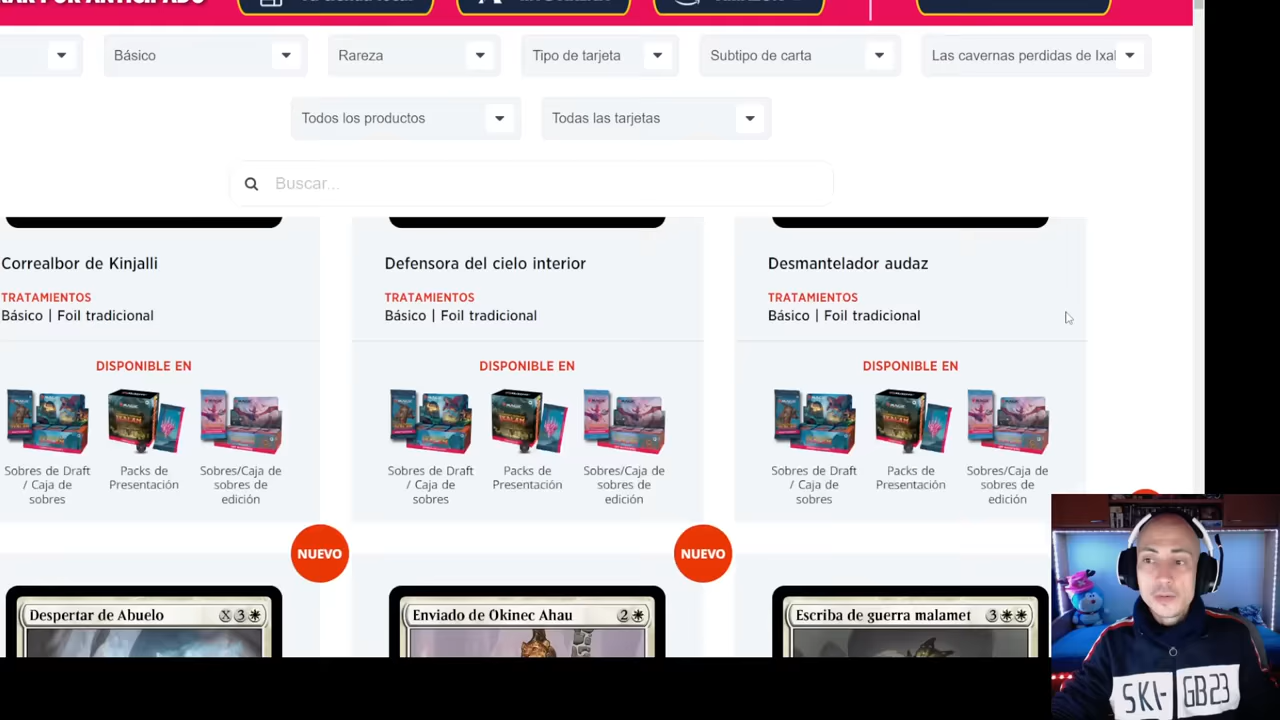 Básico
Rareza
Tipo de tarjeta
Subtipo de carta
Las cavernas perdidas de Ixal
Todos los productos
Todas las tarjetas
Buscar...
Correalbor de Kinjalli
TRATAMIENTOS
Básico | Foil tradicional
DISPONIBLE EN
Sobres de Draft
/ Caja de
sobres
Packs de
Presentación
Sobres/Caja de
sobres de
edición
Defensora del cielo interior
TRATAMIENTOS
Básico | Foil tradicional
DISPONIBLE EN
Sobres de Draft
/ Caja de
sobres
Packs de
Presentación
Sobres/Caja de
sobres de
edición
Desmantelador audaz
TRATAMIENTOS
Básico | Foil tradicional
DISPONIBLE EN
Sobres de Draft
/ Caja de
sobres
Packs de
Presentación
Sobres/Caja de
sobres de
edición
NUEVO
NUEVO
Despertar de Abuelo X3
Enviado de Okinec Ahau 2
Escriba de guerra malamet 3
SKI- GB23